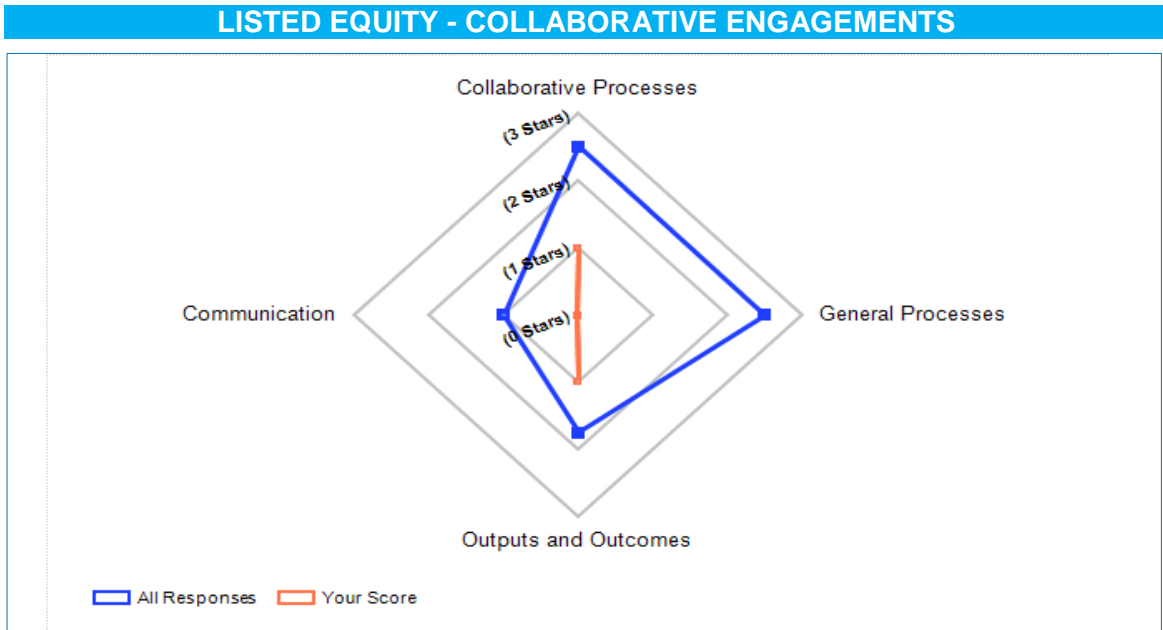 LISTED EQUITY - COLLABORATIVE ENGAGEMENTS
Collaborative Processes
(3 Stars)
(2 Stars)
(1 Stars)
(0 Stars)
Communication
General Processes
Outputs and Outcomes
All Responses
Your Score